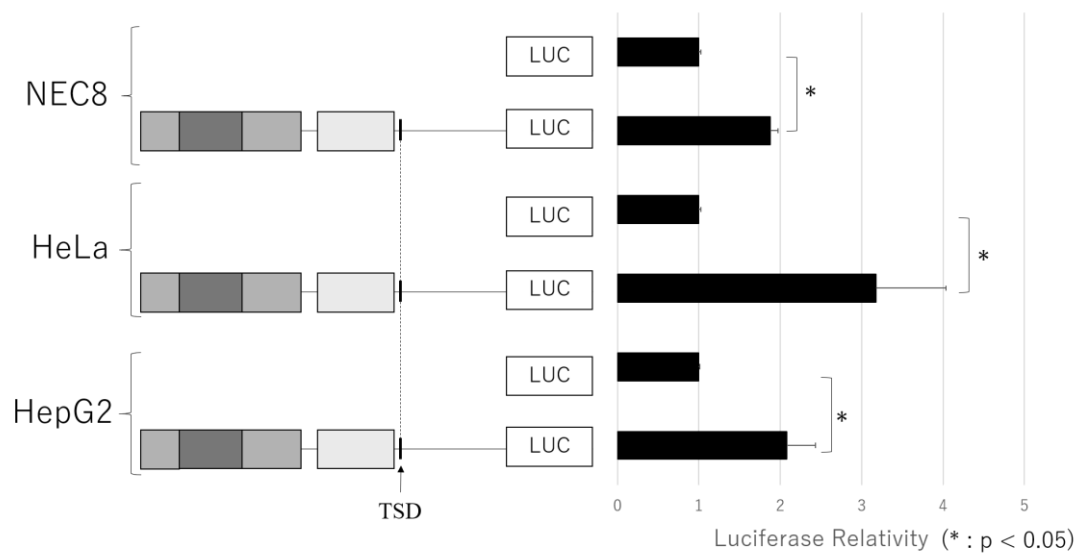 NEC8
LUC
LUC
*
HeLa
LUC
LUC
*
HepG2
LUC
LUC
*
TSD
0 1 2 3 4 5
Luciferase Relativity (* : p < 0.05)